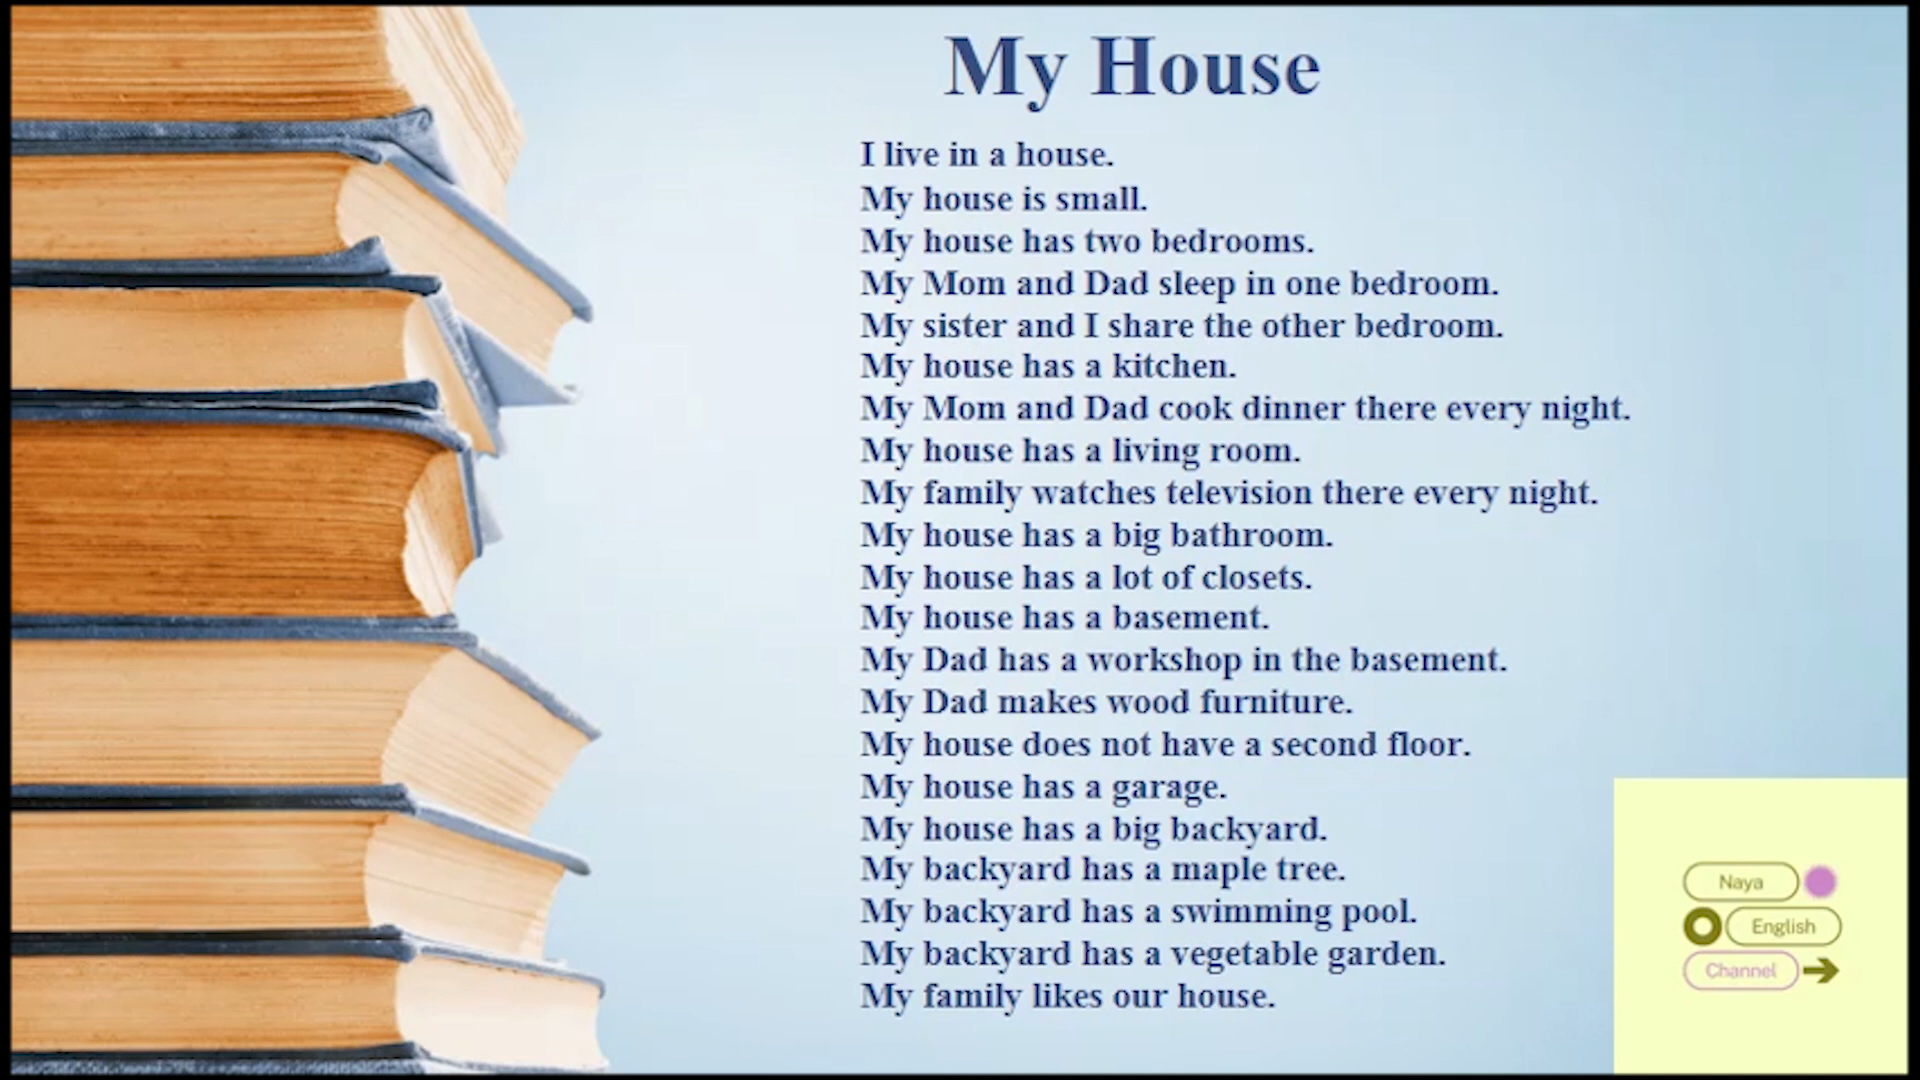 My House
I live in a house.
My house is small.
My house has two bedrooms.
My Mom and Dad sleep in one bedroom.
My sister and I share the other bedroom.
My house has a kitchen.
My Mom and Dad cook dinner there every night.
My house has a living room.
My family watches television there every night.
My house has a big bathroom.
My house has a lot of closets.
My house has a basement.
My Dad has a workshop in the basement.
My Dad makes wood furniture.
My house does not have a second floor.
My house has a garage.
My house has a big backyard.
My backyard has a maple tree.
My backyard has a swimming pool.
My backyard has a vegetable garden.
My family likes our house.
Naya
English
Channel